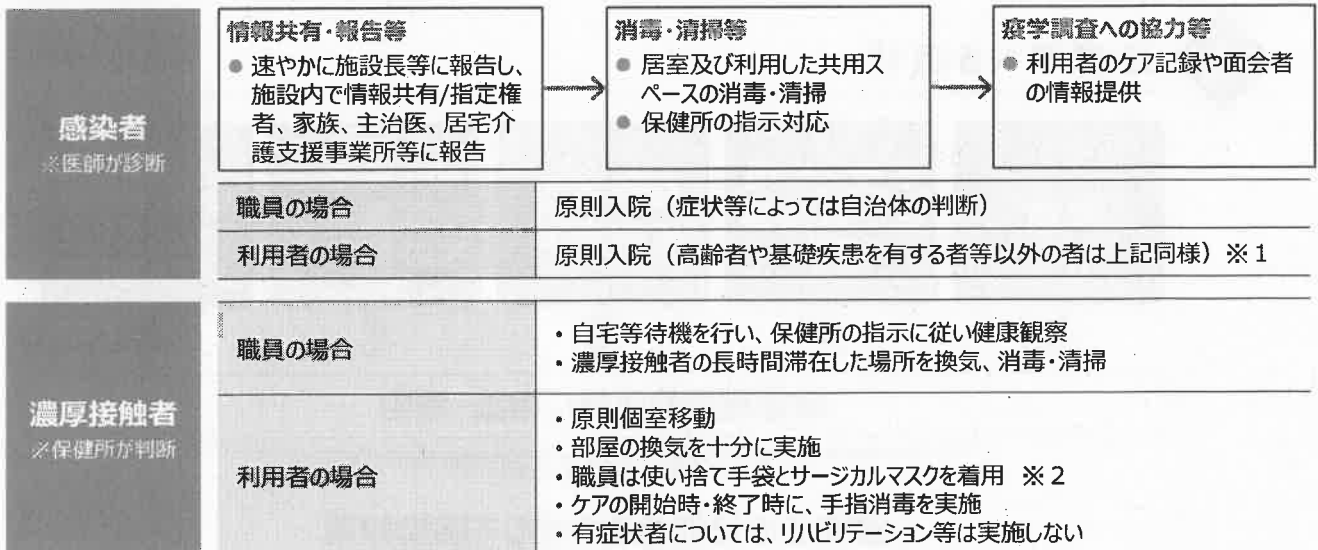 感染者
※医師が診断
情報共有・報告等
● 速やかに施設長等に報告し、
施設内で情報共有/指定権
者、家族、主治医、居宅介
護支援事業所等に報告
消毒・清掃等
● 居室及び利用した共用ス
ペースの消毒・清掃
● 保健所の指示対応
疫学調査への協力等
● 利用者のケア記録や面会者
の情報提供
職員の場合
原則入院（症状等によっては自治体の判断）
利用者の場合
原則入院（高齢者や基礎疾患を有する者等以外の者は上記同様）※１
濃厚接触者
※保健所が判断
職員の場合
・自宅等待機を行い、保健所の指示に従い健康観察
・濃厚接触者の長時間滞在した場所を換気、消毒・清掃
利用者の場合
・原則個室移動
・部屋の換気を十分に実施
・職員は使い捨て手袋とサージカルマスクを着用　※２
・ケアの開始時・終了時に、手指消毒を実施
・有症状者については、リハビリテーション等は実施しない